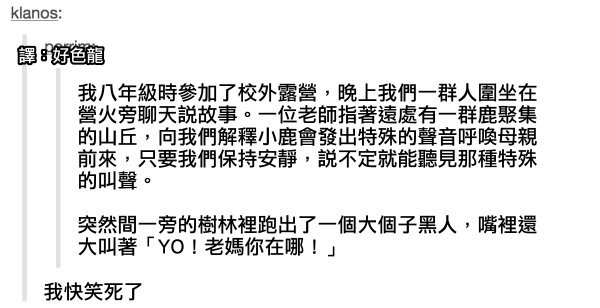 klanos:
譯：好色龍
我八年級時參加了校外露營，晚上我們一群人圍坐在
營火旁聊天說故事。一位老師指著遠處有一群鹿聚集
的山丘，向我們解釋小鹿會發出特殊的聲音呼喚母親
前來，只要我們保持安靜，說不定就能聽見那種特殊
的叫聲。
突然間一旁的樹林裡跑出了一個大個子黑人，嘴裡還
大叫著「YO！老媽你在哪！」
我快笑死了